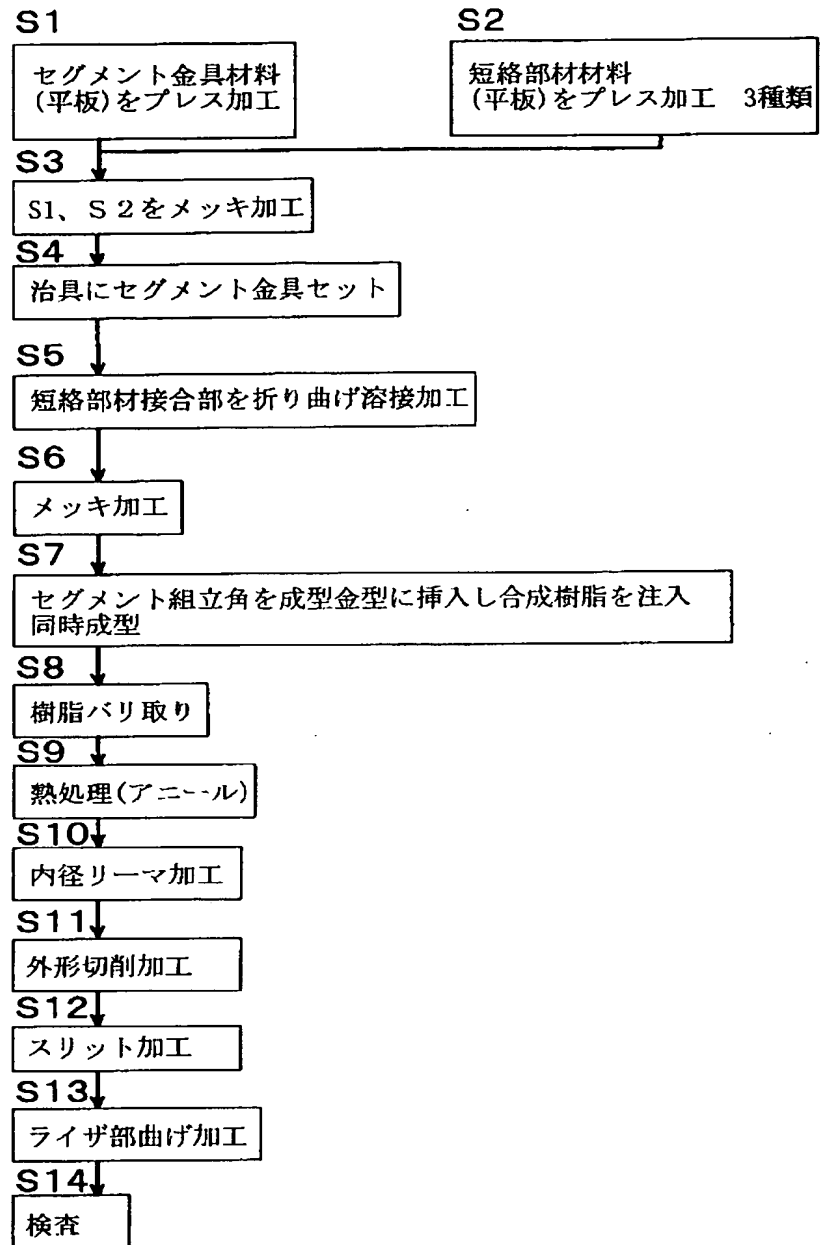 S1
セグメント金具材料
(平板)をプレス加工
S2
短絡部材材料
(平板)をプレス加工 3種類
S3
S1、S2をメッキ加工
S4
治具にセグメント金具セット
S5
短絡部材接合部を折り曲げ溶接加工
S6
メッキ加工
S7
セグメント組立角を成型金型に挿入し合成樹脂を注入
同時成型
S8
樹脂バリ取り
S9
熱処理(アニール)
S10
内径リーマ加工
S11
外形切削加工
S12
スリット加工
S13
ライザ部曲げ加工
S14
検査